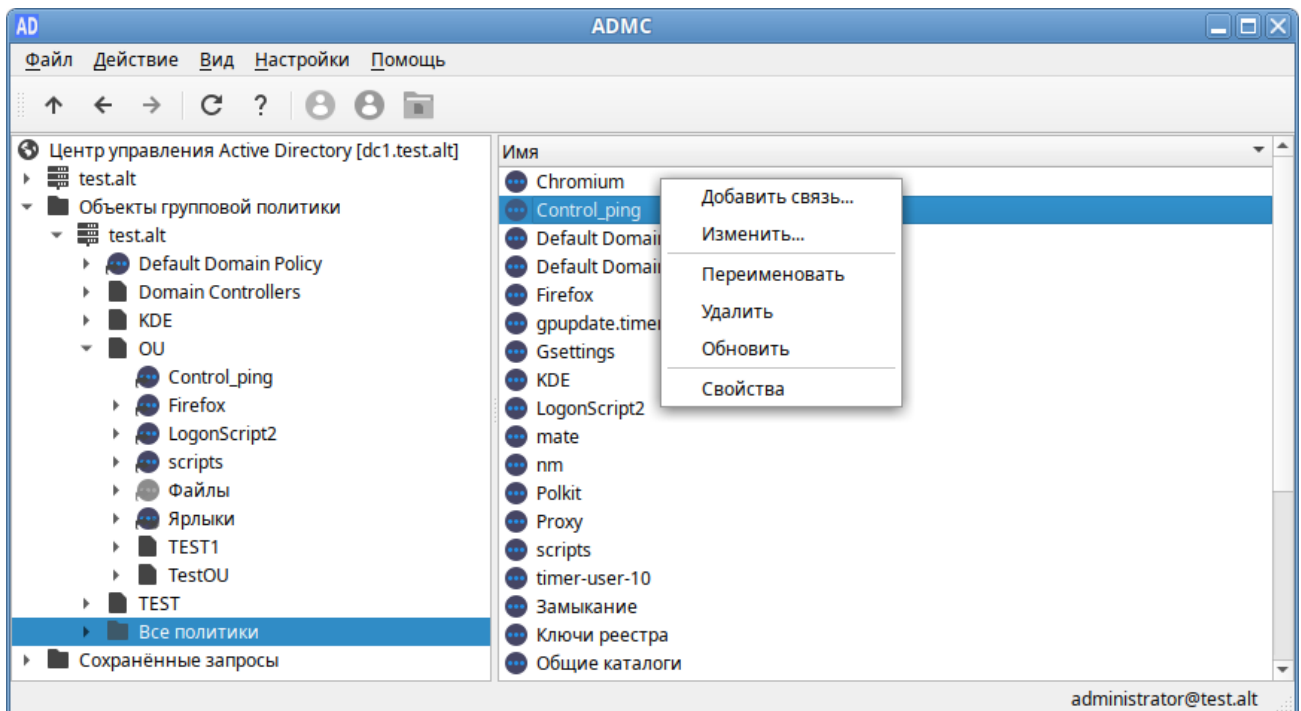 AD
ADMC
Файл Действие Вид Настройки Помощь
?
Центр управления Active Directory [dc1.test.alt]
test.alt
Объекты групповой политики
test.alt
Default Domain Policy
Domain Controllers
KDE
OU
Control_ping
Firefox
LogonScript2
scripts
Файлы
Ярлыки
TEST1
TestOU
TEST
Все политики
Сохранённые запросы
Имя
Chromium
Control_ping
Default Domai
Default Domai
Firefox
gpupdate.timer
Gsettings
KDE
LogonScript2
mate
nm
Polkit
Proxy
scripts
timer-user-10
Замыкание
Ключи реестра
Общие каталоги
Добавить связь...
Изменить...
Переименовать
Удалить
Обновить
Свойства
administrator@test.alt